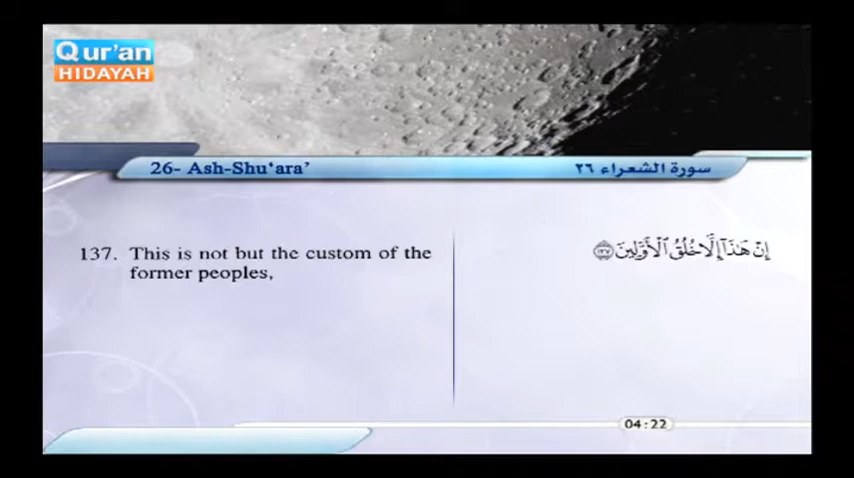 Qur'an
HIDAYAH
26- Ash-Shu‘ara’
سورة الشعراء ٢٦
137. This is not but the custom of the
former peoples,
إِنْ هَٰذَآ إِلَّا خُلُقُ ٱلْأَوَّلِينَ ١٣٧
04:22